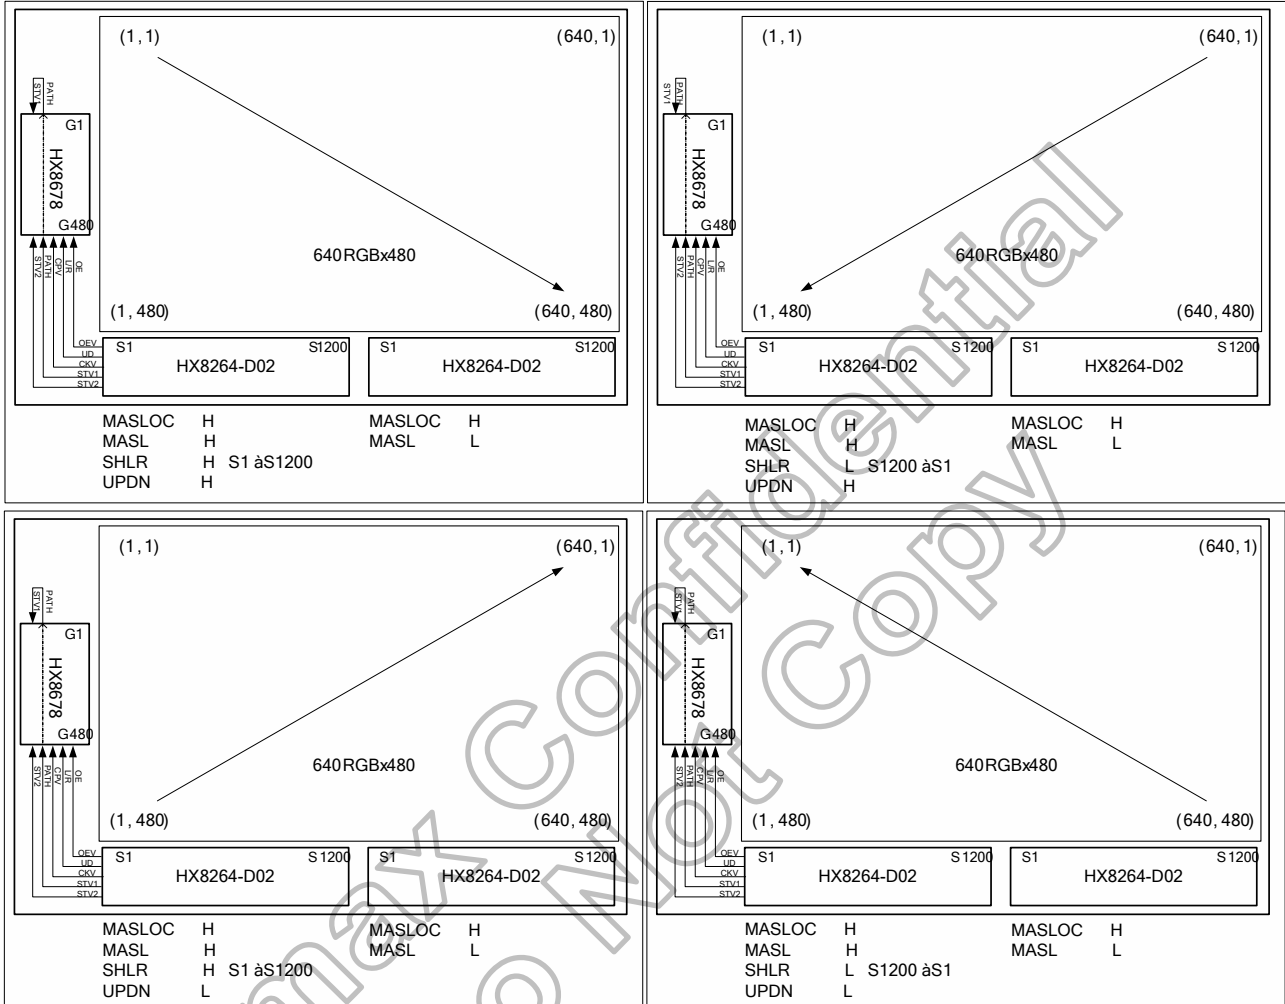 (1,1) (640,1)
STV1 PATH
G1
HX8678
G480
STV2 PATH CPV L/R OE
640RGBx480
(1,480) (640,480)
OEV
UD
CKV
STV1
STV2
S1 S1200
HX8264-D02
S1 S1200
HX8264-D02
MASLOC H
MASL H
SHLR H S1 àS1200
UPDN H
MASLOC H
MASL L
(1,1) (640,1)
STV1 PATH
G1
HX8678
G480
STV2 PATH CPV L/R OE
640RGBx480
(1,480) (640,480)
OEV
UD
CKV
STV1
STV2
S1 S1200
HX8264-D02
S1 S1200
HX8264-D02
MASLOC H
MASL H
SHLR L S1200 àS1
UPDN H
MASLOC H
MASL L
(1,1) (640,1)
STV1 PATH
G1
HX8678
G480
STV2 PATH CPV L/R OE
640RGBx480
(1,480) (640,480)
OEV
UD
CKV
STV1
STV2
S1 S1200
HX8264-D02
S1 S1200
HX8264-D02
MASLOC H
MASL H
SHLR H S1 àS1200
UPDN L
MASLOC H
MASL L
(1,1) (640,1)
STV1 PATH
G1
HX8678
G480
STV2 PATH CPV L/R OE
640RGBx480
(1,480) (640,480)
OEV
UD
CKV
STV1
STV2
S1 S1200
HX8264-D02
S1 S1200
HX8264-D02
MASLOC H
MASL H
SHLR L S1200 àS1
UPDN L
MASLOC H
MASL L
max Confidential
o Not Copy